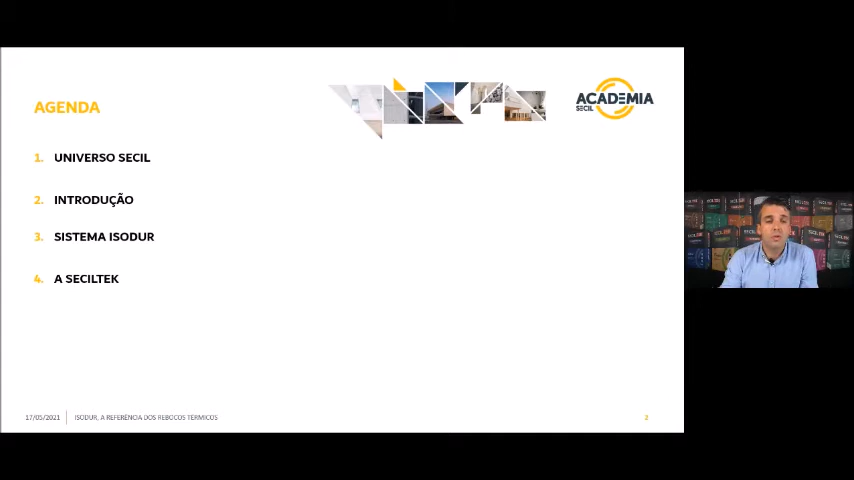 AGENDA
ACADEMIA
SECIL
1. UNIVERSO SECIL
2. INTRODUÇÃO
3. SISTEMA ISODUR
4. A SECILTEK
17/05/2021 ISODUR, A REFERÊNCIA DOS REBOCOS TÉRMICOS
2